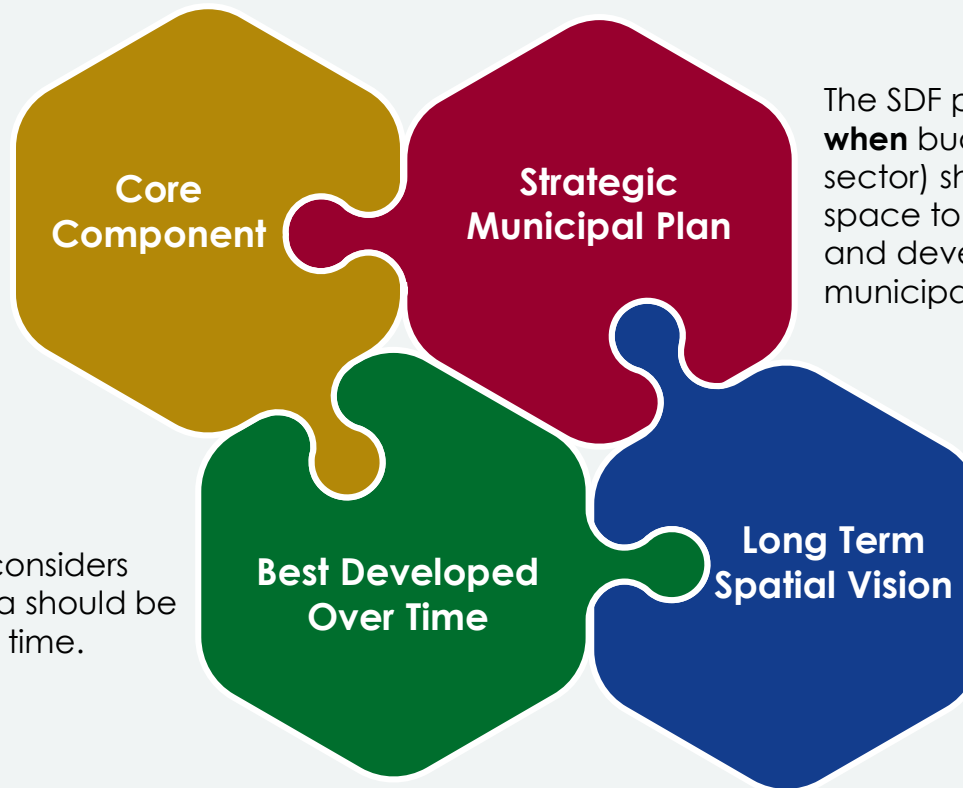 Core
Component
Strategic
Municipal Plan
The SDF p
when bud
sector) sh
space to
and deve
municipa
considers
a should be
time.
Best Developed
Over Time
Long Term
Spatial Vision